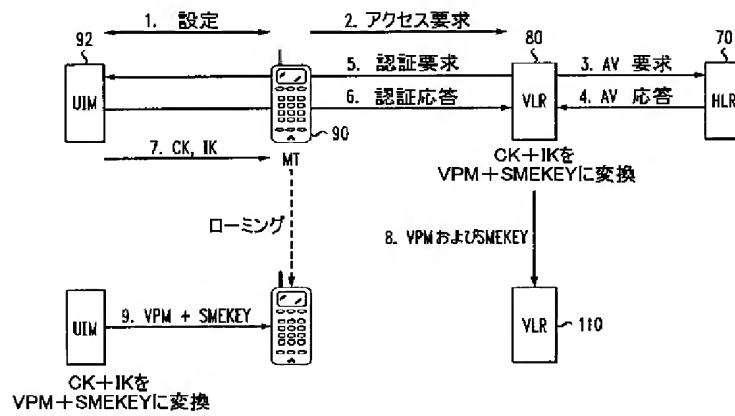 1. 設定
2. アクセス要求
92
80
70
5. 認証要求
3. AV 要求
UIM
6. 認証応答
VLR
4. AV 応答
HLR
7. CK, IK
90
MT
CK+IKを
VPM+SMEKEYに変換
ローミング
8. VPMおよびSMEKEY
UIM
9. VPM + SMEKEY
VLR
110
CK+IKを
VPM+SMEKEYに変換